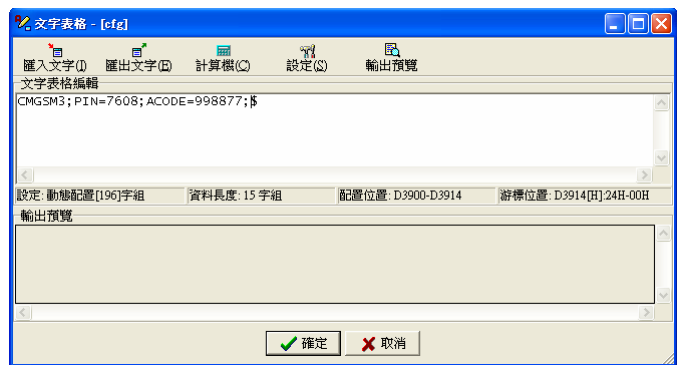 文字表格 - [cfg]
匯入文字(I) 匯出文字(E) 計算機(C) 設定(S) 輸出預覽
文字表格編輯
CMGSM3;PIN=7608;ACODE=998877;$
設定: 動態配置[196]字組 資料長度: 15 字組 配置位置: D3900-D3914 游標位置: D3914[H]:24H-00H
輸出預覽
確定 取消